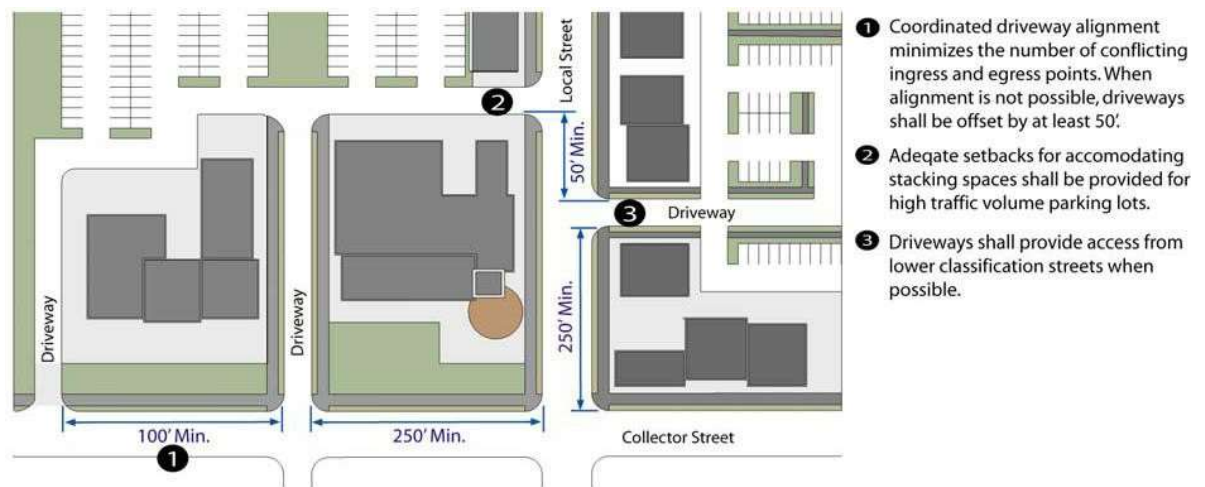 Local Street
2
50' Min.
3
Driveway
Driveway
Driveway
250' Min.
100' Min.
250' Min.
Collector Street
1
1 Coordinated driveway alignment
minimizes the number of conflicting
ingress and egress points. When
alignment is not possible, driveways
shall be offset by at least 50'.
2 Adeqate setbacks for accomodating
stacking spaces shall be provided for
high traffic volume parking lots.
3 Driveways shall provide access from
lower classification streets when
possible.